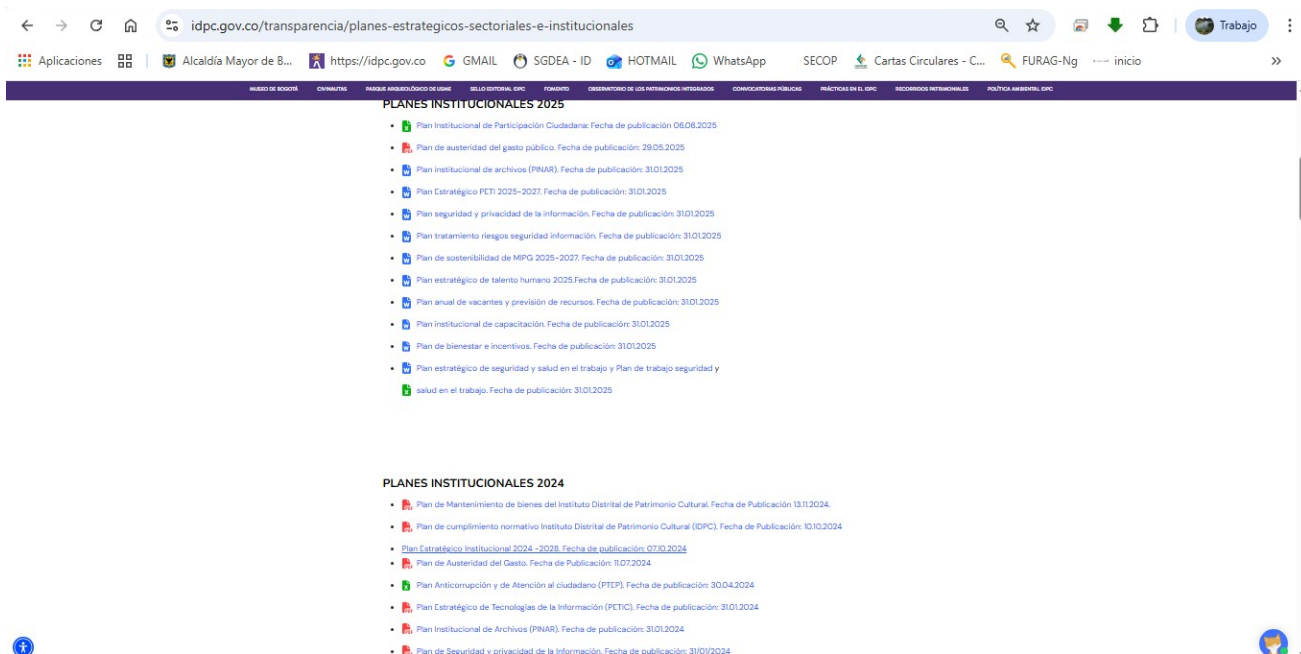 idpc.gov.co/transparencia/planes-estrategicos-sectoriales-e-institucionales
Trabajo
Aplicaciones
Alcaldía Mayor de B...
https://idpc.gov.co
GMAIL
SGDEA - ID
HOTMAIL
WhatsApp
SECOP
Cartas Circulares - C...
FURAG-Ng
inicio
MUSEO DE BOGOTÁ CIVINAUTAS PARQUE ARQUEOLÓGICO DE USME SELLO EDITORIAL IDPC FOMENTO OBSERVATORIO DE LOS PATRIMONIOS INTEGRADOS CONVOCATORIAS PÚBLICAS PRÁCTICAS EN EL IDPC RECORRIDOS PATRIMONIALES POLÍTICA AMBIENTAL IDPC
PLANES INSTITUCIONALES 2025
Plan Institucional de Participación Ciudadana: Fecha de publicación 06.06.2025
Plan de austeridad del gasto público. Fecha de publicación: 29.05.2025
Plan institucional de archivos (PINAR). Fecha de publicación: 31.01.2025
Plan Estratégico PETI 2025-2027. Fecha de publicación: 31.01.2025
Plan seguridad y privacidad de la información. Fecha de publicación: 31.01.2025
Plan tratamiento riesgos seguridad información. Fecha de publicación: 31.01.2025
Plan de sostenibilidad de MIPG 2025-2027. Fecha de publicación: 31.01.2025
Plan estratégico de talento humano 2025.Fecha de publicación: 31.01.2025
Plan anual de vacantes y previsión de recursos. Fecha de publicación: 31.01.2025
Plan institucional de capacitación. Fecha de publicación: 31.01.2025
Plan de bienestar e incentivos. Fecha de publicación: 31.01.2025
Plan estratégico de seguridad y salud en el trabajo y Plan de trabajo seguridad y
salud en el trabajo. Fecha de publicación: 31.01.2025
PLANES INSTITUCIONALES 2024
Plan de Mantenimiento de bienes del Instituto Distrital de Patrimonio Cultural. Fecha de Publicación 13.11.2024.
Plan de cumplimiento normativo Instituto Distrital de Patrimonio Cultural (IDPC). Fecha de Publicación: 10.10.2024
Plan Estratégico Institucional 2024 -2028. Fecha de publicación: 07.10.2024
Plan de Austeridad del Gasto. Fecha de Publicación: 11.07.2024
Plan Anticorrupción y de Atención al ciudadano (PTEP). Fecha de publicación: 30.04.2024
Plan Estratégico de Tecnologías de la Información (PETIC). Fecha de publicación: 31.01.2024
Plan Institucional de Archivos (PINAR). Fecha de publicación: 31.01.2024
Plan de Seguridad y privacidad de la Información. Fecha de publicación: 31/01/2024